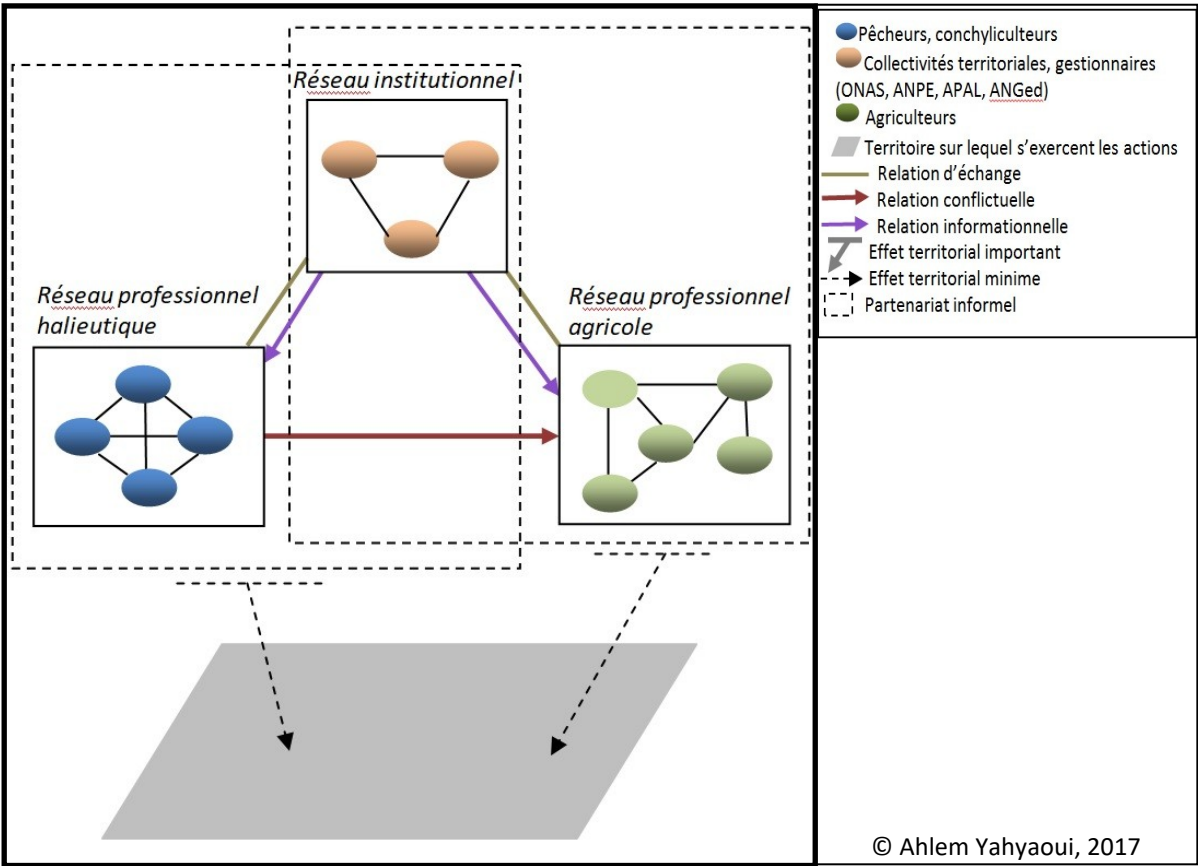 Réseau institutionnel
Réseau professionnel
halieutique
Réseau professionnel
agricole
Pêcheurs, conchyliculteurs
Collectivités territoriales, gestionnaires
(ONAS, ANPE, APAL, ANGed)
Agriculteurs
Territoire sur lequel s’exercent les actions
Relation d’échange
Relation conflictuelle
Relation informationnelle
Effet territorial important
Effet territorial minime
Partenariat informel
© Ahlem Yahyaoui, 2017